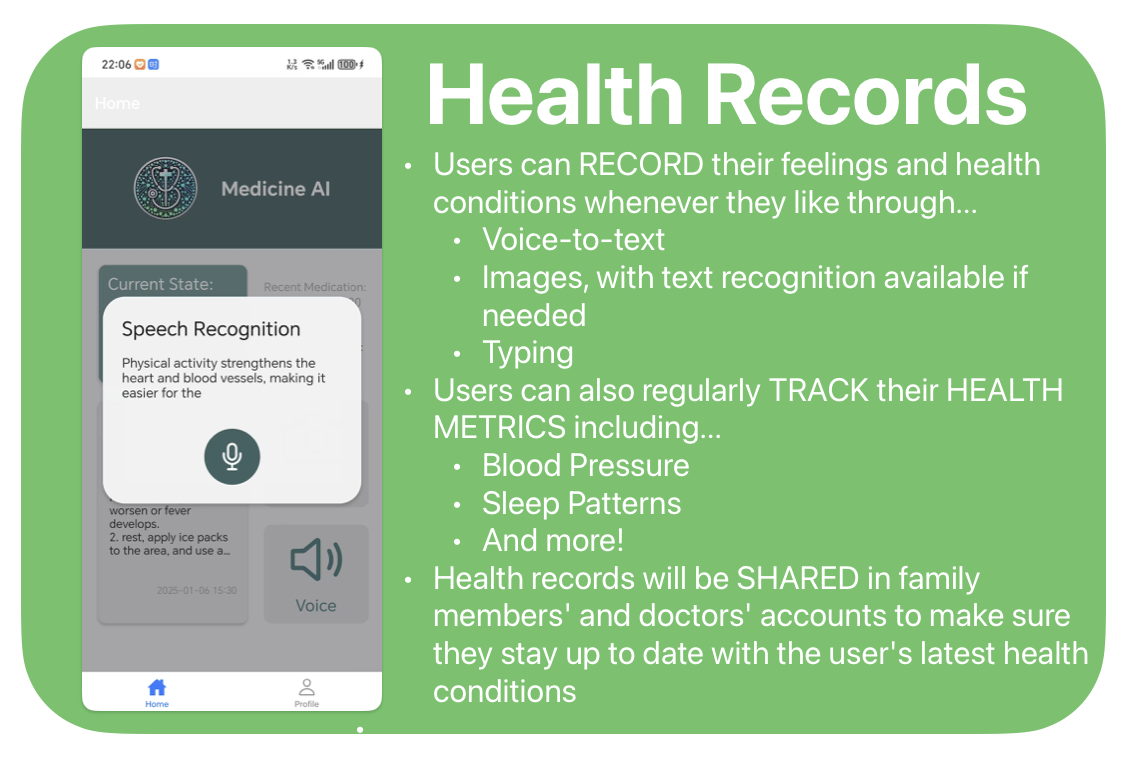 22:06
1.3
K/s
5G
100
Home
Medicine AI
Current State:
Recent Medication:
Speech Recognition
Physical activity strengthens the
heart and blood vessels, making it
easier for the
worsen or fever
develops.
2. rest, apply ice packs
to the area, and use a...
2025-01-06 15:30
Voice
Home
Profile
Health Records
• Users can RECORD their feelings and health
conditions whenever they like through...
• Voice-to-text
• Images, with text recognition available if
needed
• Typing
• Users can also regularly TRACK their HEALTH
METRICS including...
• Blood Pressure
• Sleep Patterns
• And more!
• Health records will be SHARED in family
members' and doctors' accounts to make sure
they stay up to date with the user's latest health
conditions